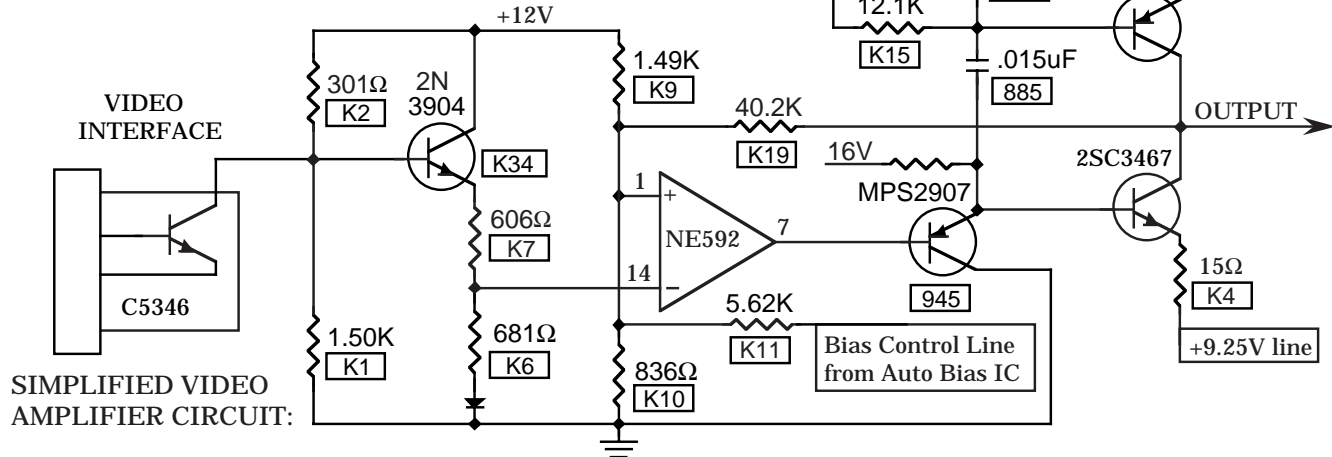 +12V
12.1K
K15
.015uF
885
301Ω
K2
2N
3904
K34
1.49K
K9
40.2K
K19
OUTPUT
VIDEO
INTERFACE
16V
2SC3467
MPS2907
1
+
NE592
7
606Ω
K7
14
−
945
15Ω
K4
C5346
1.50K
K1
681Ω
K6
5.62K
K11
Bias Control Line
from Auto Bias IC
+9.25V line
836Ω
K10
SIMPLIFIED VIDEO
AMPLIFIER CIRCUIT: